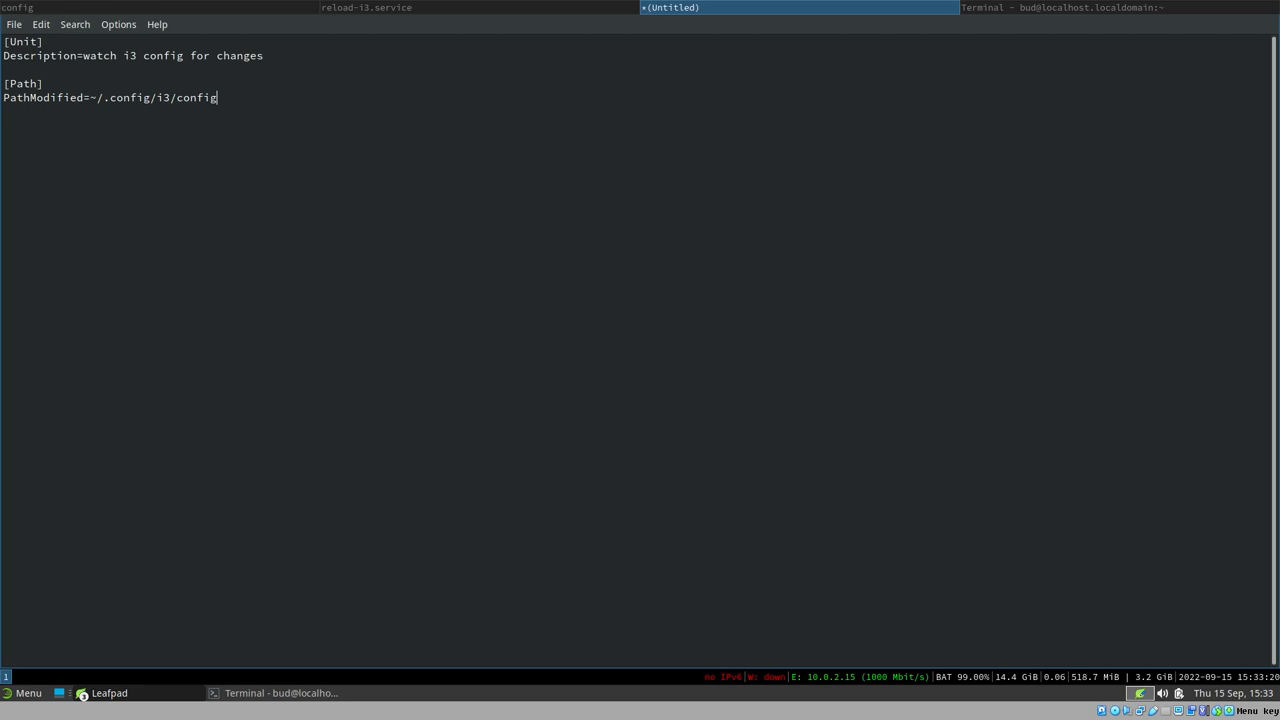 config reload-i3.service *(Untitled) Terminal - bud@localhost.localdomain:~
File Edit Search Options Help
[Unit]
Description=watch i3 config for changes
[Path]
PathModified=~/.config/i3/config
1 no IPv6|W: down|E: 10.0.2.15 (1000 Mbit/s)|BAT 99.00%|14.4 GiB|0.06|518.7 MiB | 3.2 GiB|2022-09-15 15:33:20
Menu Leafpad Terminal - bud@localho... Thu 15 Sep, 15:33
Menu key